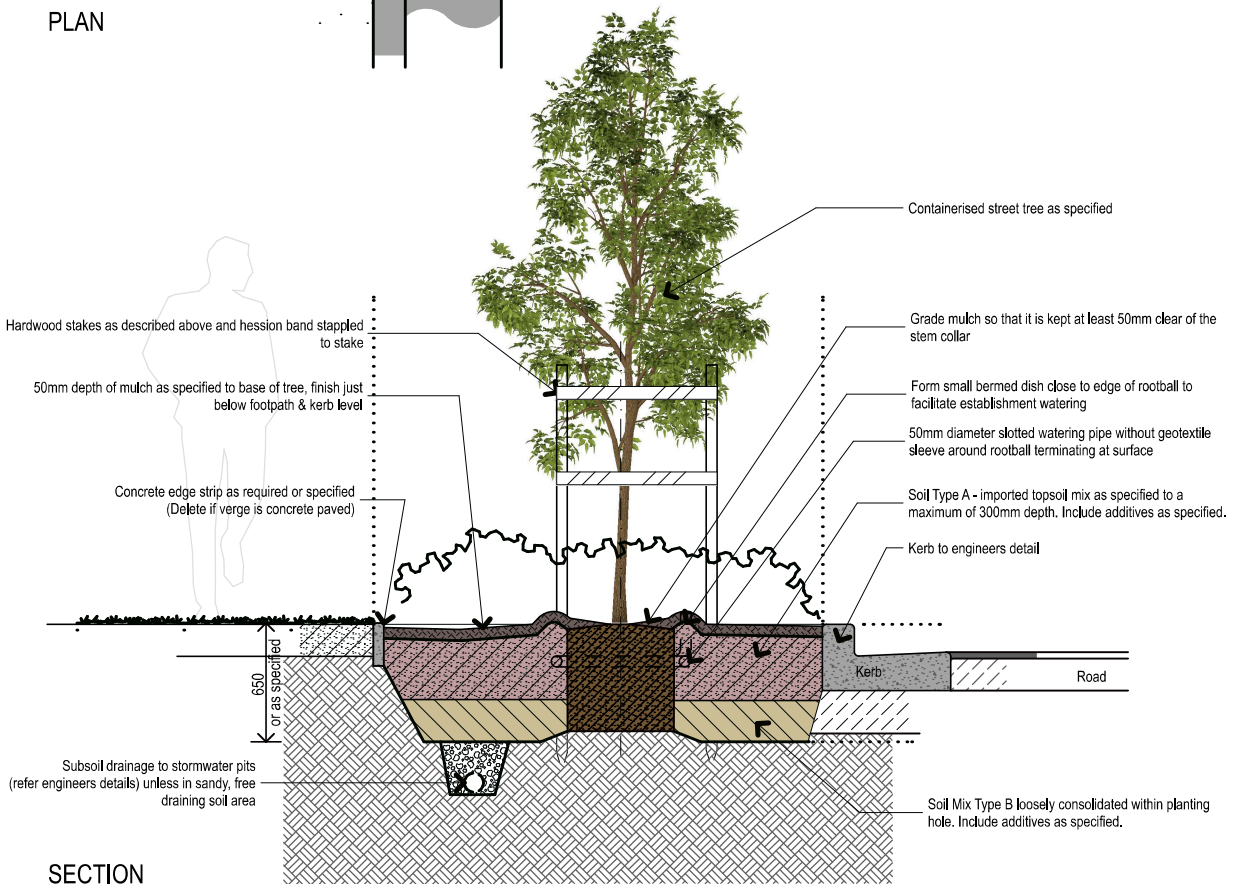 PLAN
Containerised street tree as specified
Hardwood stakes as described above and hession band stappled
to stake
Grade mulch so that it is kept at least 50mm clear of the
stem collar
50mm depth of mulch as specified to base of tree, finish just
below footpath & kerb level
Form small bermed dish close to edge of rootball to
facilitate establishment watering
50mm diameter slotted watering pipe without geotextile
sleeve around rootball terminating at surface
Concrete edge strip as required or specified
(Delete if verge is concrete paved)
Soil Type A - imported topsoil mix as specified to a
maximum of 300mm depth. Include additives as specified.
Kerb to engineers detail
650
or as specified
Kerb
Road
Subsoil drainage to stormwater pits
(refer engineers details) unless in sandy, free
draining soil area
Soil Mix Type B loosely consolidated within planting
hole. Include additives as specified.
SECTION